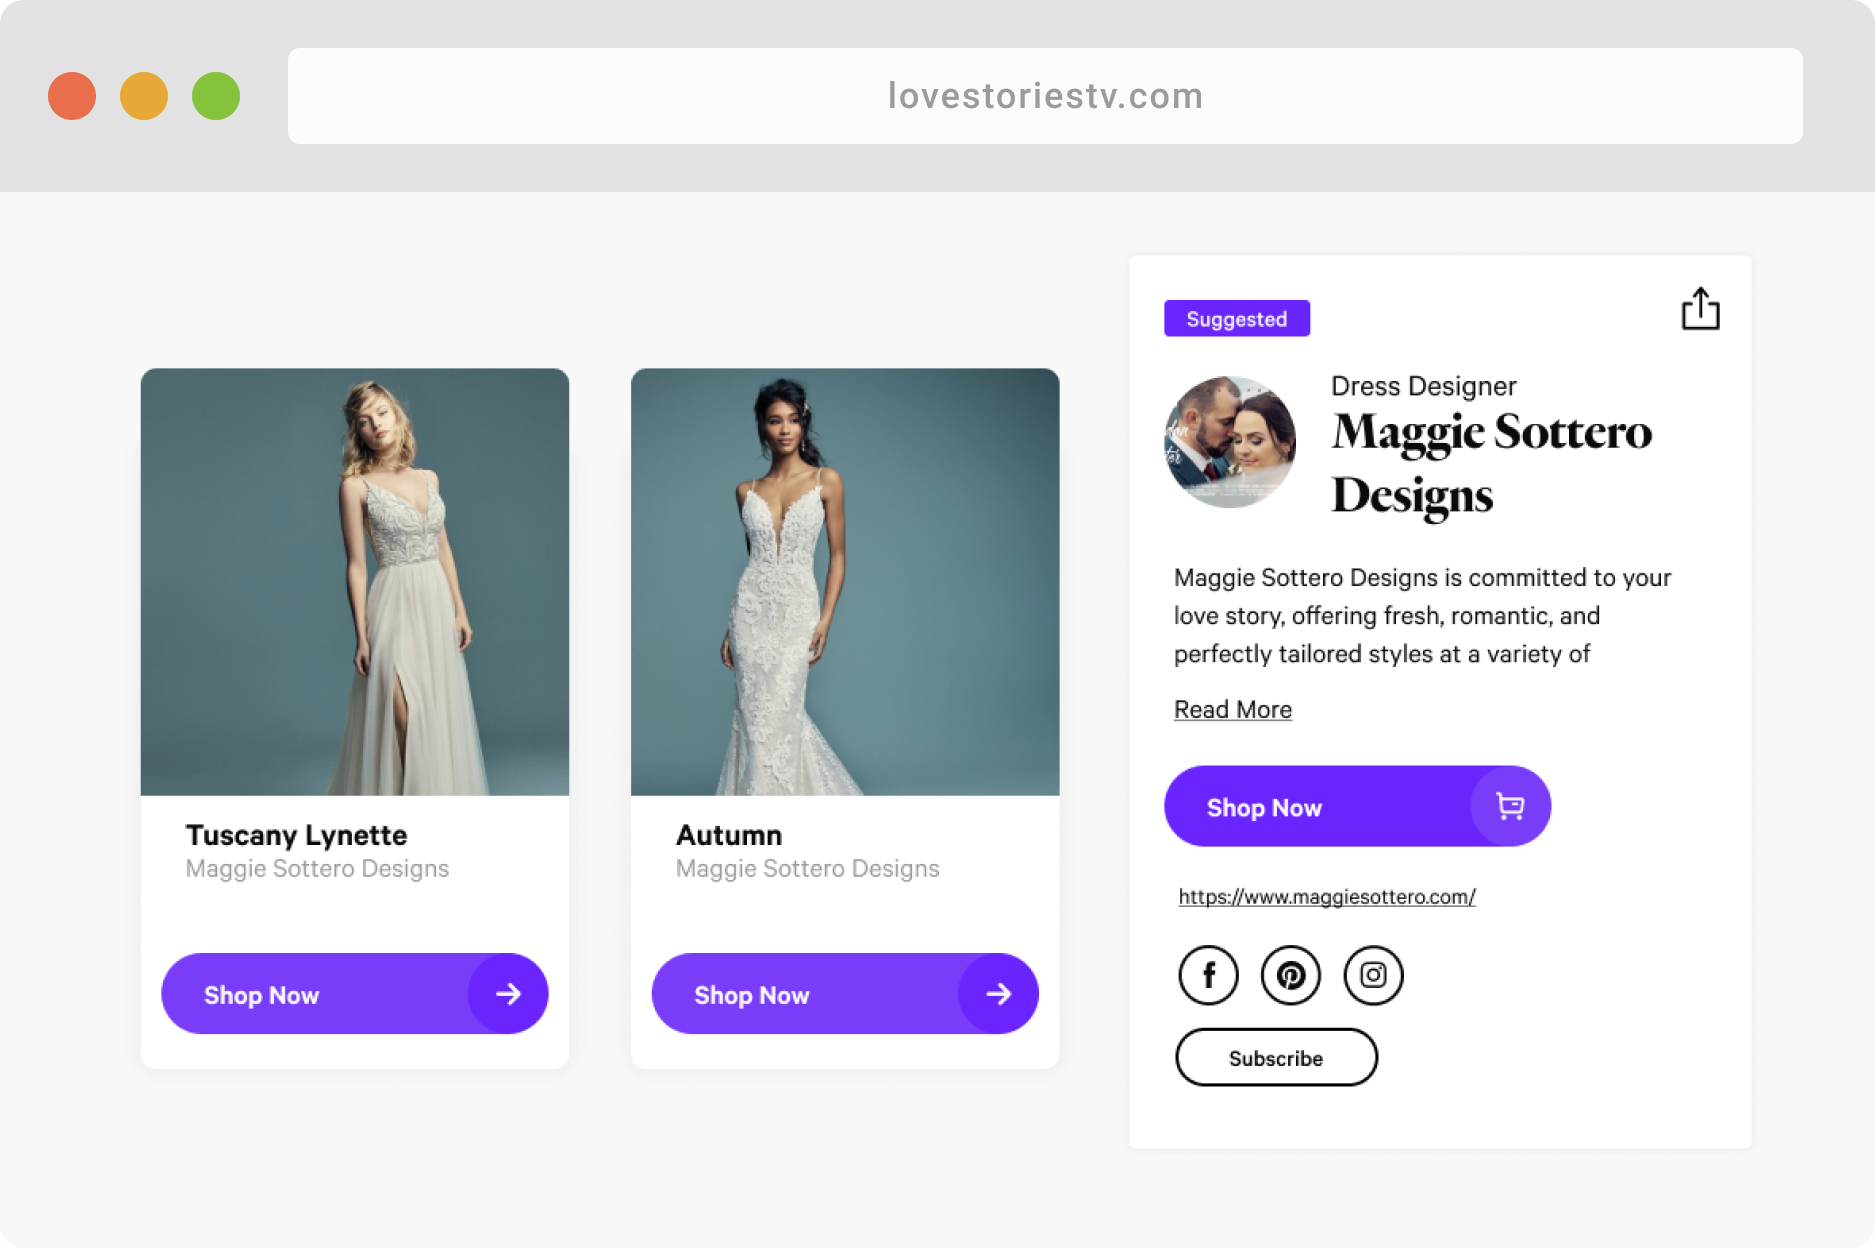 lovestoriestv.com
Tuscany Lynette
Maggie Sottero Designs
Shop Now
Autumn
Maggie Sottero Designs
Shop Now
Suggested
Dress Designer
Maggie Sottero
Designs
Maggie Sottero Designs is committed to your
love story, offering fresh, romantic, and
perfectly tailored styles at a variety of
Read More
Shop Now
https://www.maggiesottero.com/
Subscribe